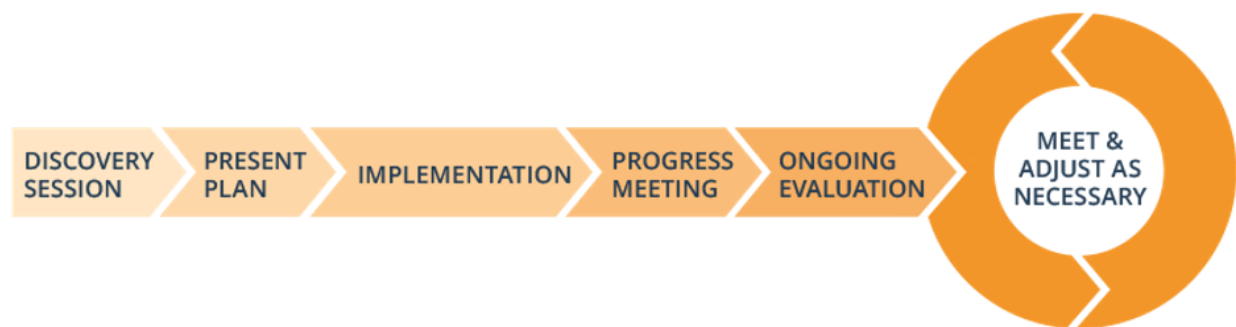 DISCOVERY
SESSION
PRESENT
PLAN
IMPLEMENTATION
PROGRESS
MEETING
ONGOING
EVALUATION
MEET &
ADJUST AS
NECESSARY